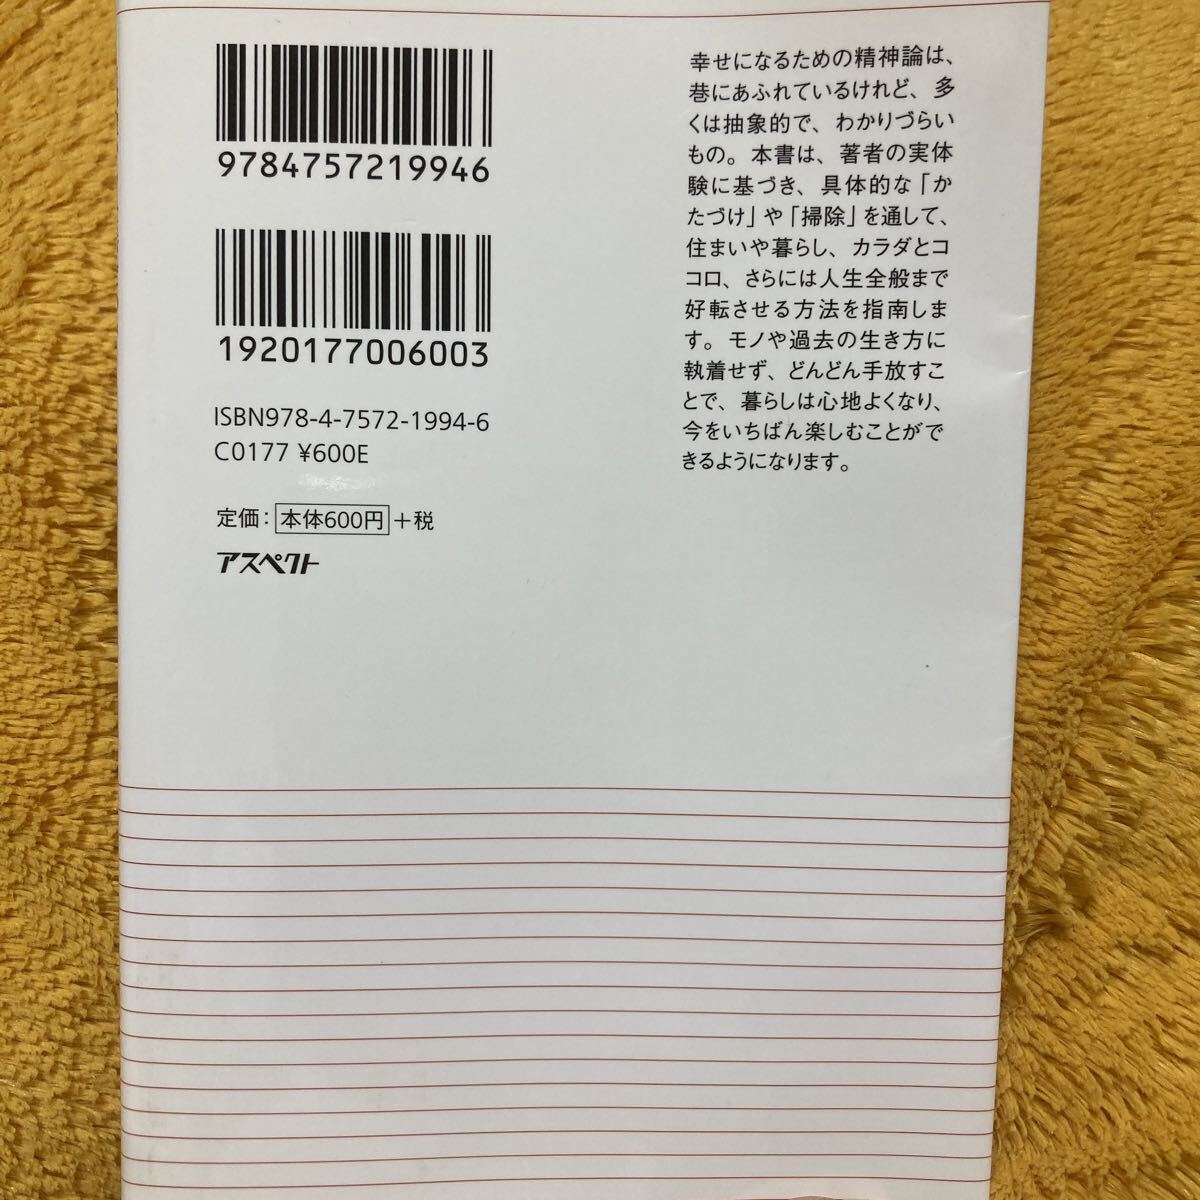 9784757219946
1920177006003
ISBN978-4-7572-1994-6
C0177 ¥600E
定価：本体600円+税
アスペクト
幸せになるための精神論は、
巷にあふれているけれど、多
くは抽象的で、わかりづらい
もの。本書は、著者の実体
験に基づき、具体的な「か
たづけ」や「掃除」を通して、
住まいや暮らし、カラダとコ
コロ、さらには人生全般まで
好転させる方法を指南しま
す。モノや過去の生き方に
執着せず、どんどん手放すこ
とで、暮らしは心地よくなり、
今をいちばん楽しむことがで
きるようになります。